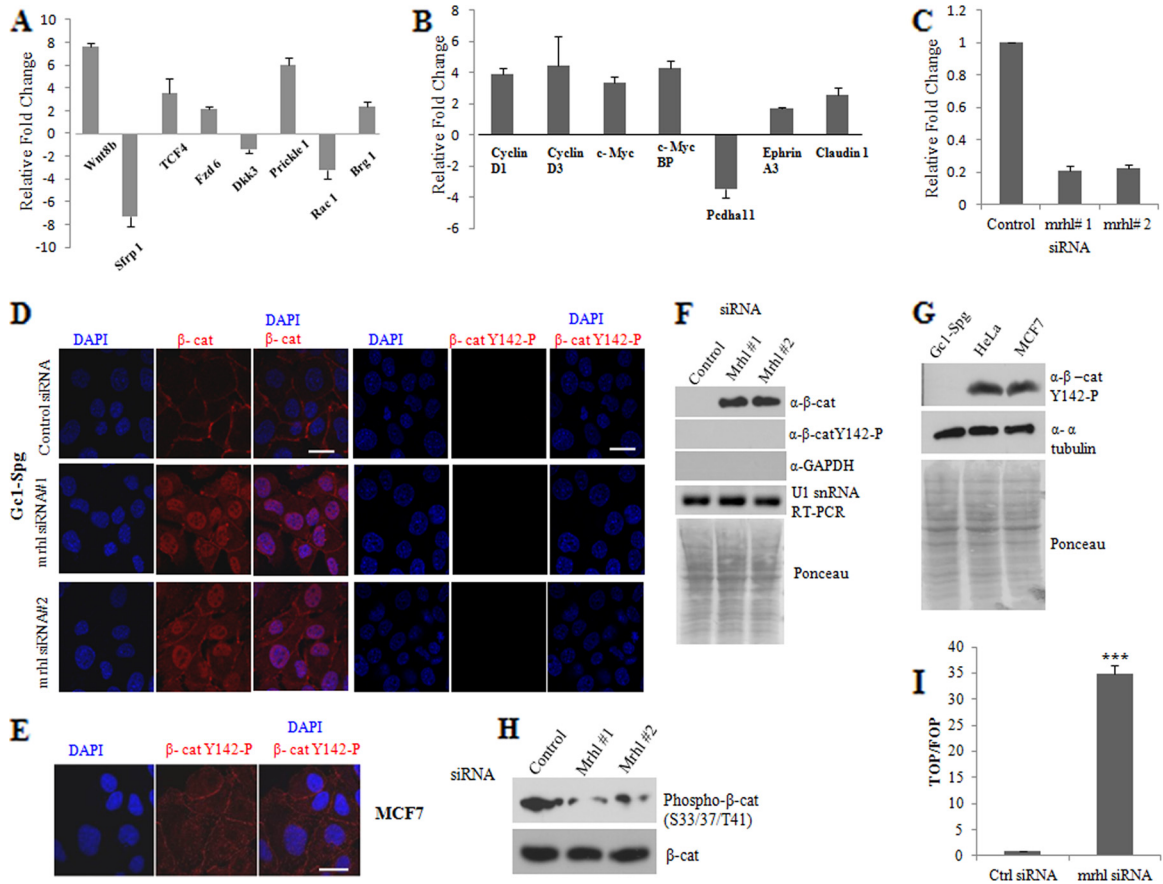 A
Relative Fold Change
10
8
6
4
2
0
-2
-4
-6
-8
-10
Wnt8b
Sfrp 1
TCF4
Fzd 6
Dkk3
Prickle 1
Rac 1
Brg 1
B
Relative Fold Change
8
6
4
2
0
-2
-4
-6
Cyclin
D1
Cyclin
D3
c- Myc
c- Myc
BP
Pcdha11
Ephrin
A3
Claudin 1
C
Relative Fold Change
1.2
1
0.8
0.6
0.4
0.2
0
Control
mrhl# 1
mrhl# 2
siRNA
D
DAPI
β- cat
DAPI
β- cat
DAPI
β- cat Y142-P
DAPI
β- cat Y142-P
Gc1-Spg
Control siRNA
mrhl siRNA#1
mrhl siRNA#2
E
DAPI
β- cat Y142-P
DAPI
β- cat Y142-P
MCF7
F
siRNA
Control
Mrhl #1
Mrhl #2
α-β-cat
α-β-catY142-P
α-GAPDH
U1 snRNA
RT-PCR
Ponceau
G
Gc1-Spg
HeLa
MCF7
α-β–cat
Y142-P
α- α
tubulin
Ponceau
H
siRNA
Control
Mrhl #1
Mrhl #2
Phospho-β-cat
(S33/37/T41)
β-cat
I
TOP/FOP
40
35
30
25
20
15
10
5
0
***
Ctrl siRNA
mrhl siRNA